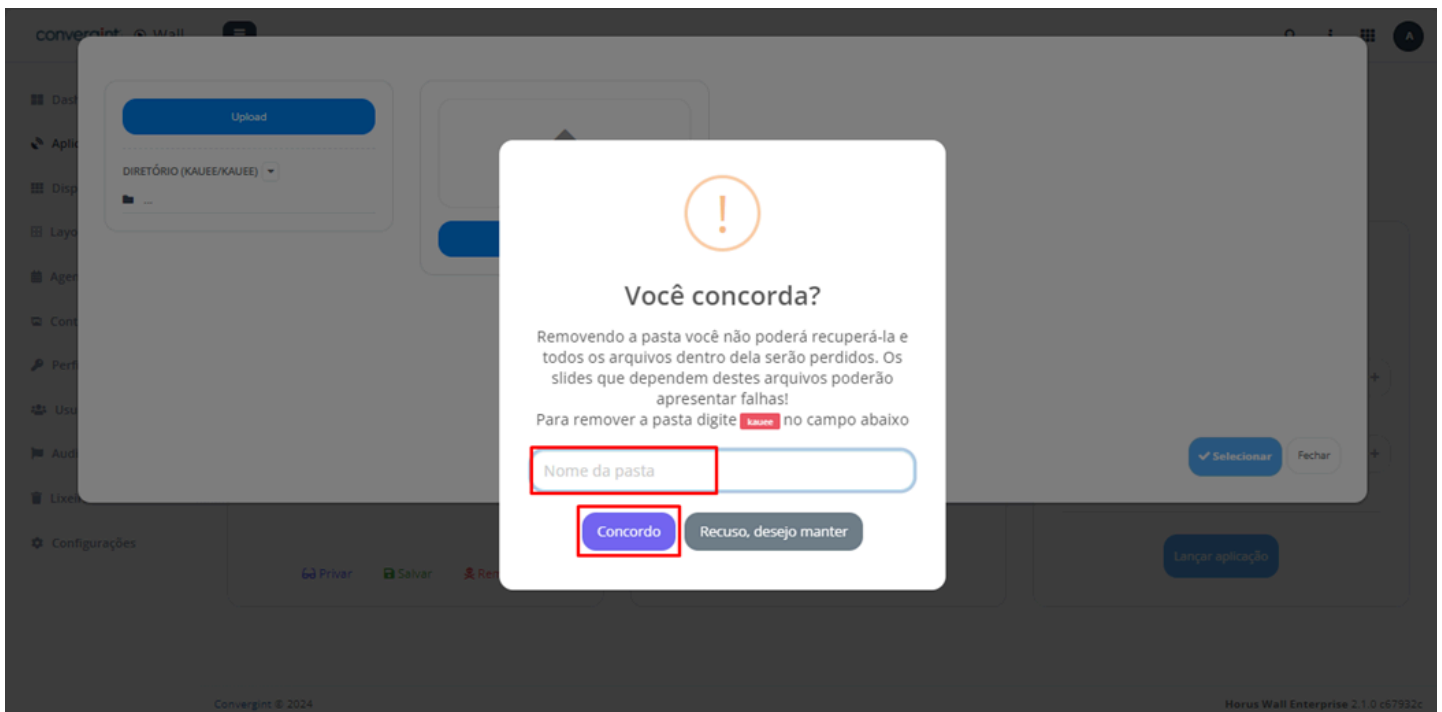 convergint
Wall
A
Upload
DIRETÓRIO (KAUEE/KAUEE)
...
Você concorda?
Removendo a pasta você não poderá recuperá-la e
todos os arquivos dentro dela serão perdidos. Os
slides que dependem destes arquivos poderão
apresentar falhas!
Para remover a pasta digite kauee no campo abaixo
Nome da pasta
Concordo
Recuso, desejo manter
Selecionar
Fechar
Configurações
Privar
Salvar
Lançar aplicação
Convergint © 2024
Horus Wall Enterprise 2.1.0 c67932c